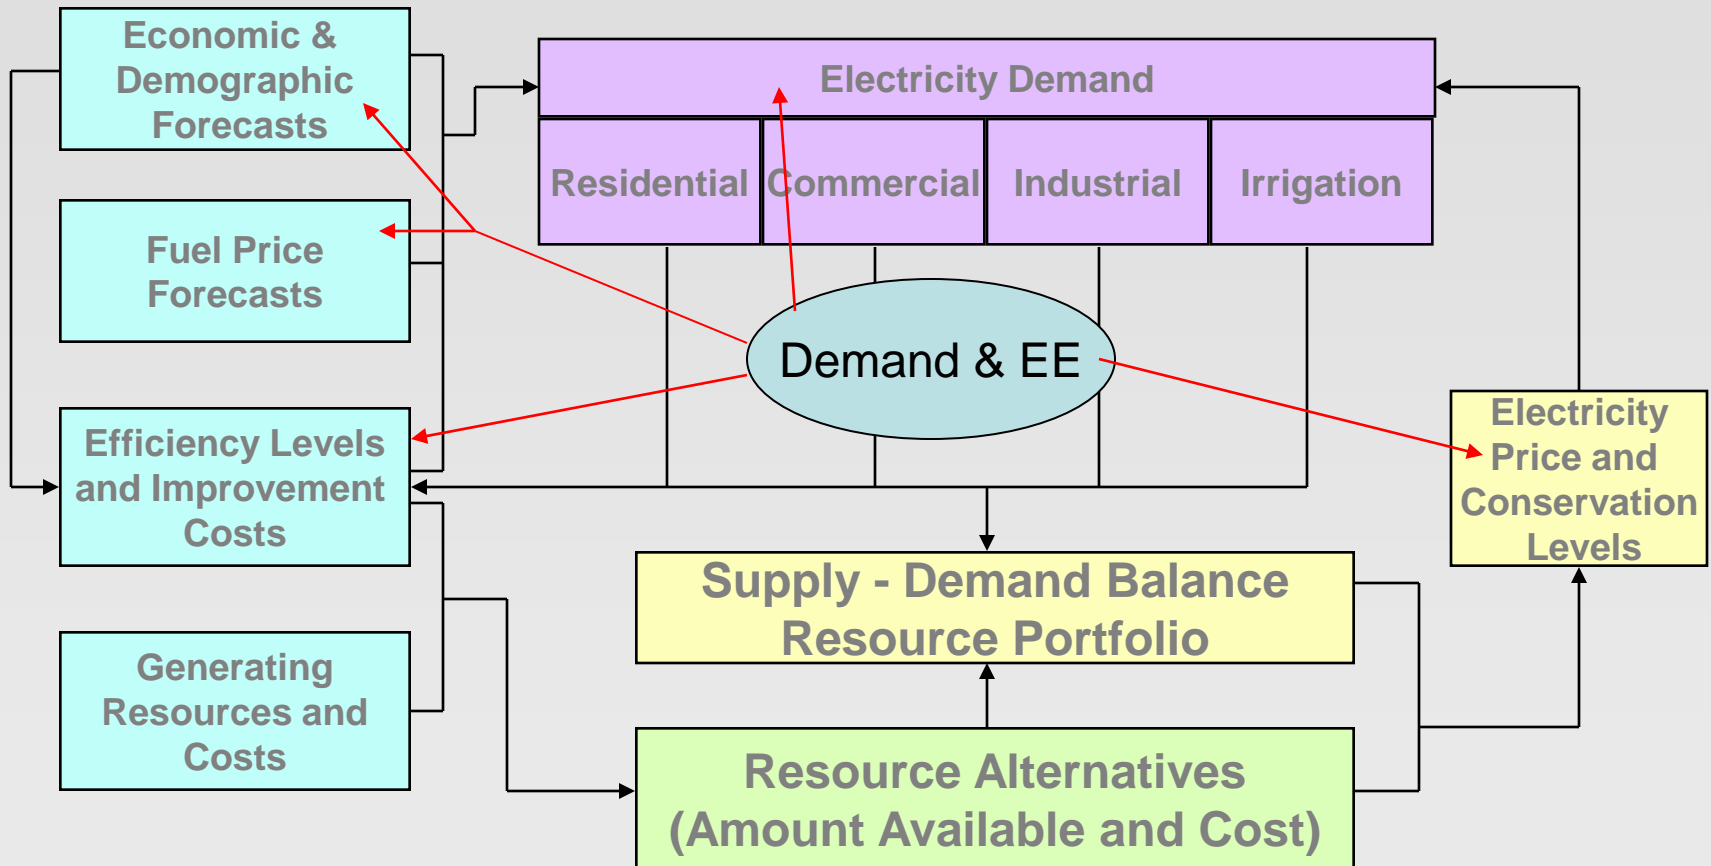 Economic &
Demographic
Forecasts
Electricity Demand
Residential
Commercial
Industrial
Irrigation
Fuel Price
Forecasts
Demand & EE
Efficiency Levels
and Improvement
Costs
Electricity
Price and
Conservation
Levels
Supply - Demand Balance
Resource Portfolio
Generating
Resources and
Costs
Resource Alternatives
(Amount Available and Cost)